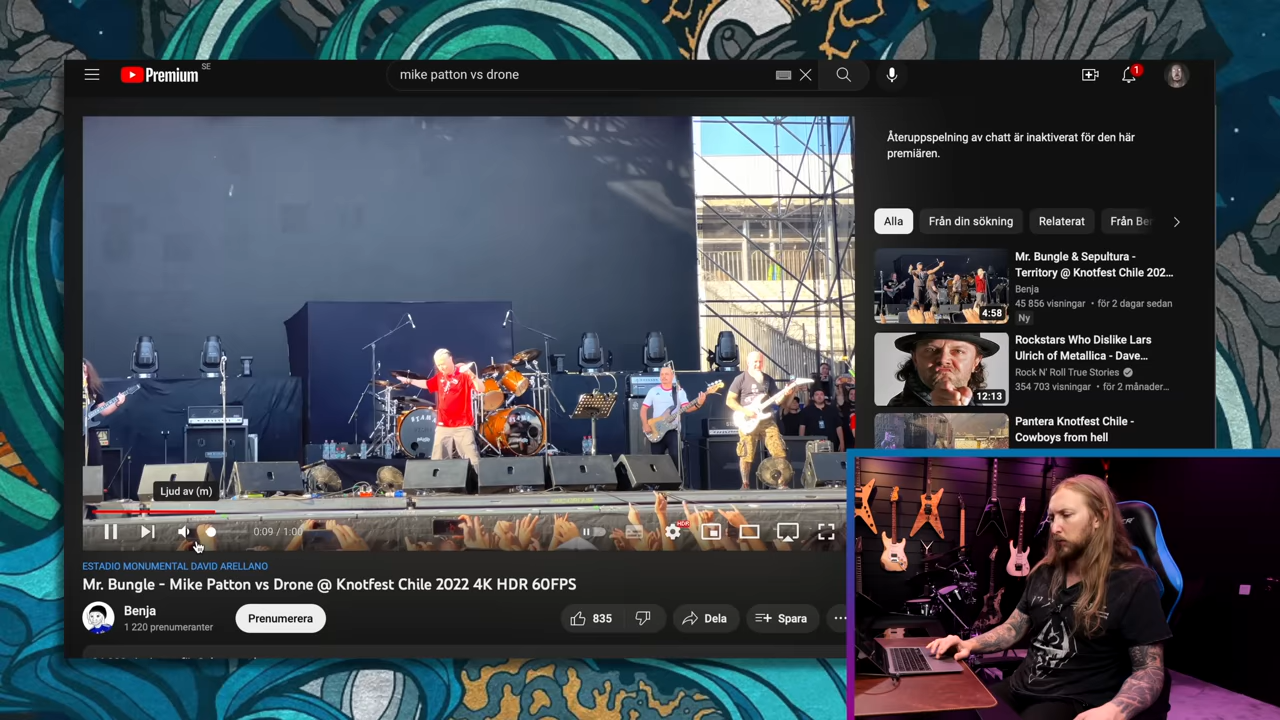 Premium
SE
mike patton vs drone
1
Återuppspelning av chatt är inaktiverat för den här
premiären.
Alla
Från din sökning
Relaterat
Från Be
Mr. Bungle & Sepultura -
Territory @ Knotfest Chile 202...
Benja
45 856 visningar • för 2 dagar sedan
Ny
4:58
Rockstars Who Dislike Lars
Ulrich of Metallica - Dave...
Rock N' Roll True Stories
354 703 visningar • för 2 månader...
12:13
Pantera Knotfest Chile -
Cowboys from hell
Ljud av (m)
0:09 / 1:00
HDR
ESTADIO MONUMENTAL DAVID ARELLANO
Mr. Bungle - Mike Patton vs Drone @ Knotfest Chile 2022 4K HDR 60FPS
Benja
1 220 prenumeranter
Prenumerera
835
Dela
Spara